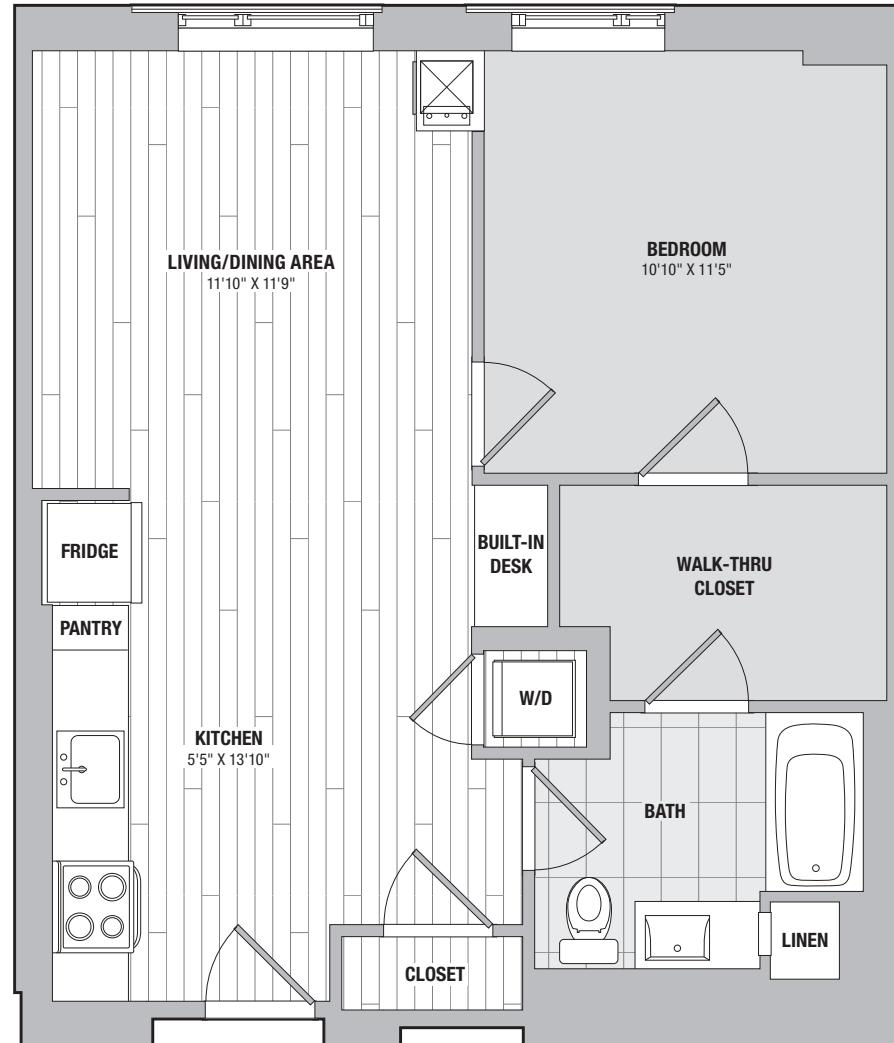 LIVING/DINING AREA
11'10" X 11'9"
BEDROOM
10'10" X 11'5"
FRIDGE
BUILT-IN
DESK
WALK-THRU
CLOSET
PANTRY
W/D
KITCHEN
5'5" X 13'10"
BATH
CLOSET
LINEN